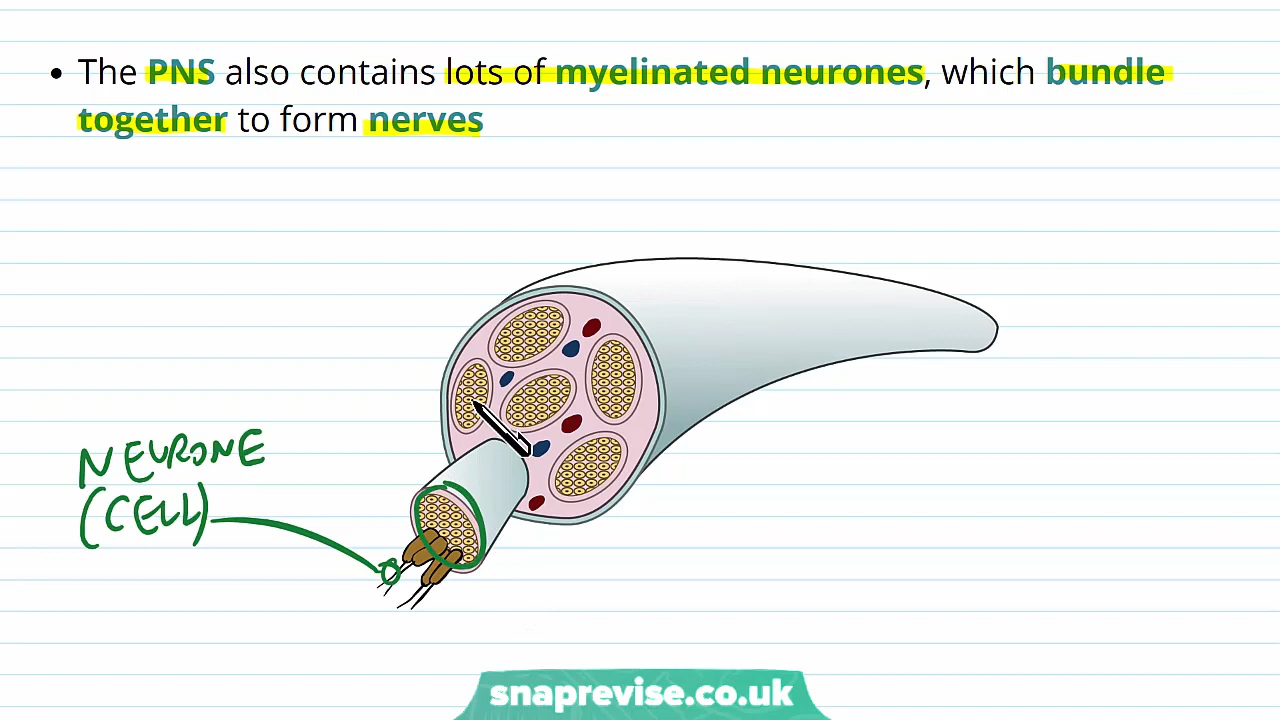 • The PNS also contains lots of myelinated neurones, which bundle
together to form nerves
NEURONE
(CELL)
snaprevise.co.uk